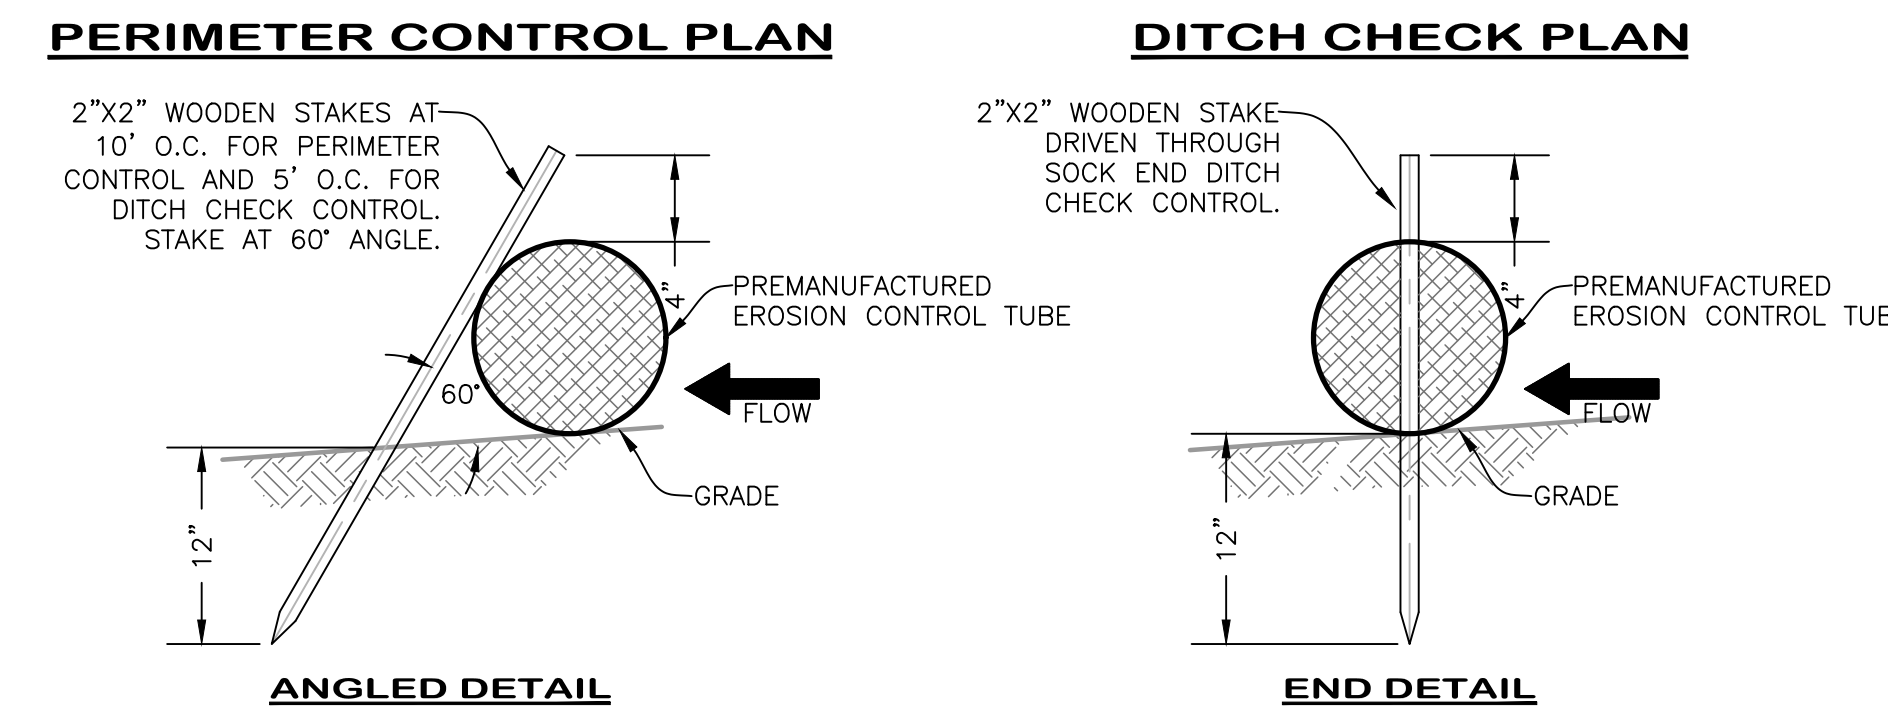 PERIMETER CONTROL PLAN
2"X2" WOODEN STAKES AT
10' O.C. FOR PERIMETER
CONTROL AND 5' O.C. FOR
DITCH CHECK CONTROL.
STAKE AT 60° ANGLE.
4"
PREMANUFACTURED
EROSION CONTROL TUBE
60°
FLOW
12"
GRADE
ANGLED DETAIL
DITCH CHECK PLAN
2"X2" WOODEN STAKE
DRIVEN THROUGH
SOCK END DITCH
CHECK CONTROL.
4"
PREMANUFACTURED
EROSION CONTROL TUB
FLOW
12"
GRADE
END DETAIL